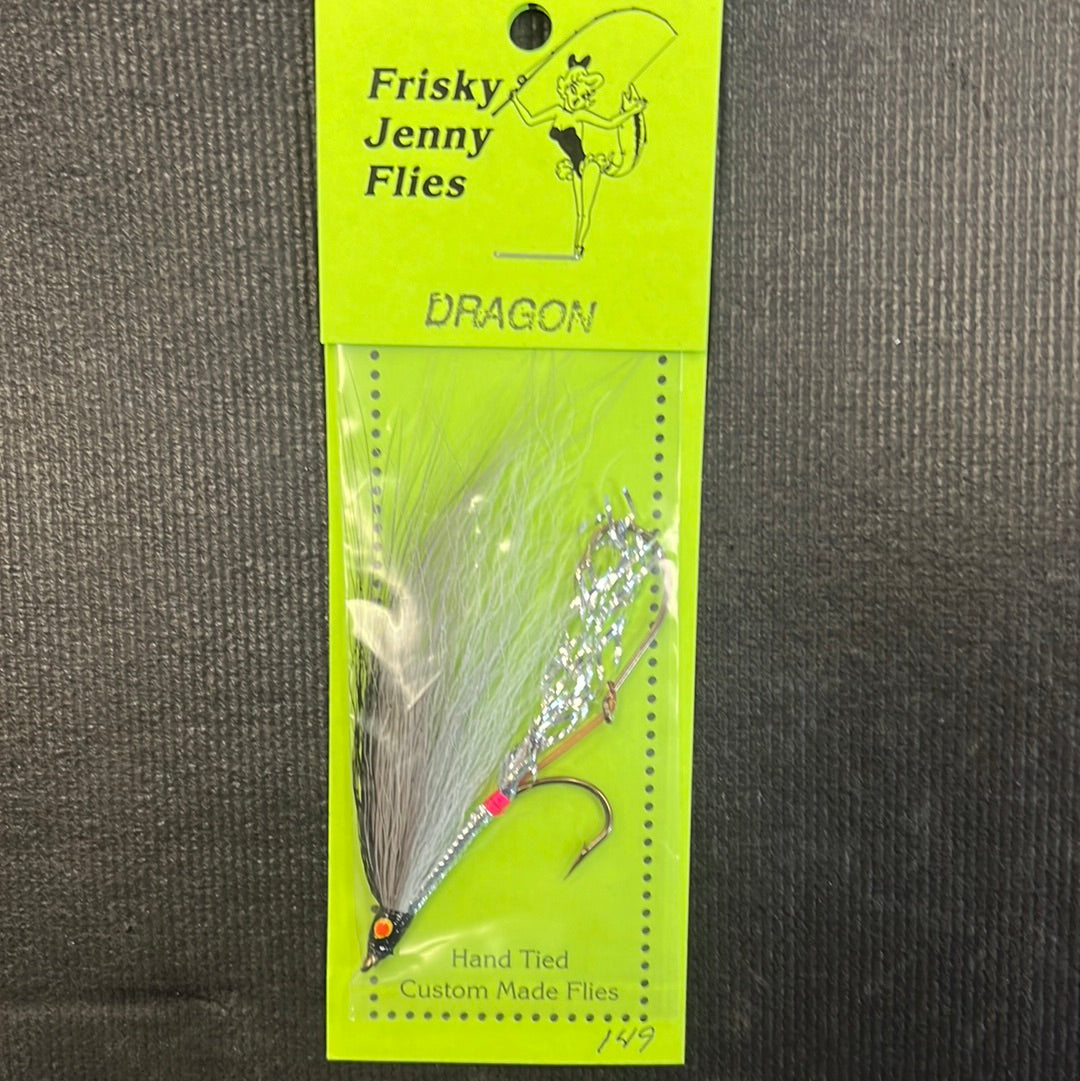 Frisky
Jenny
Flies
DRAGON
Hand Tied
Custom Made Flies
149